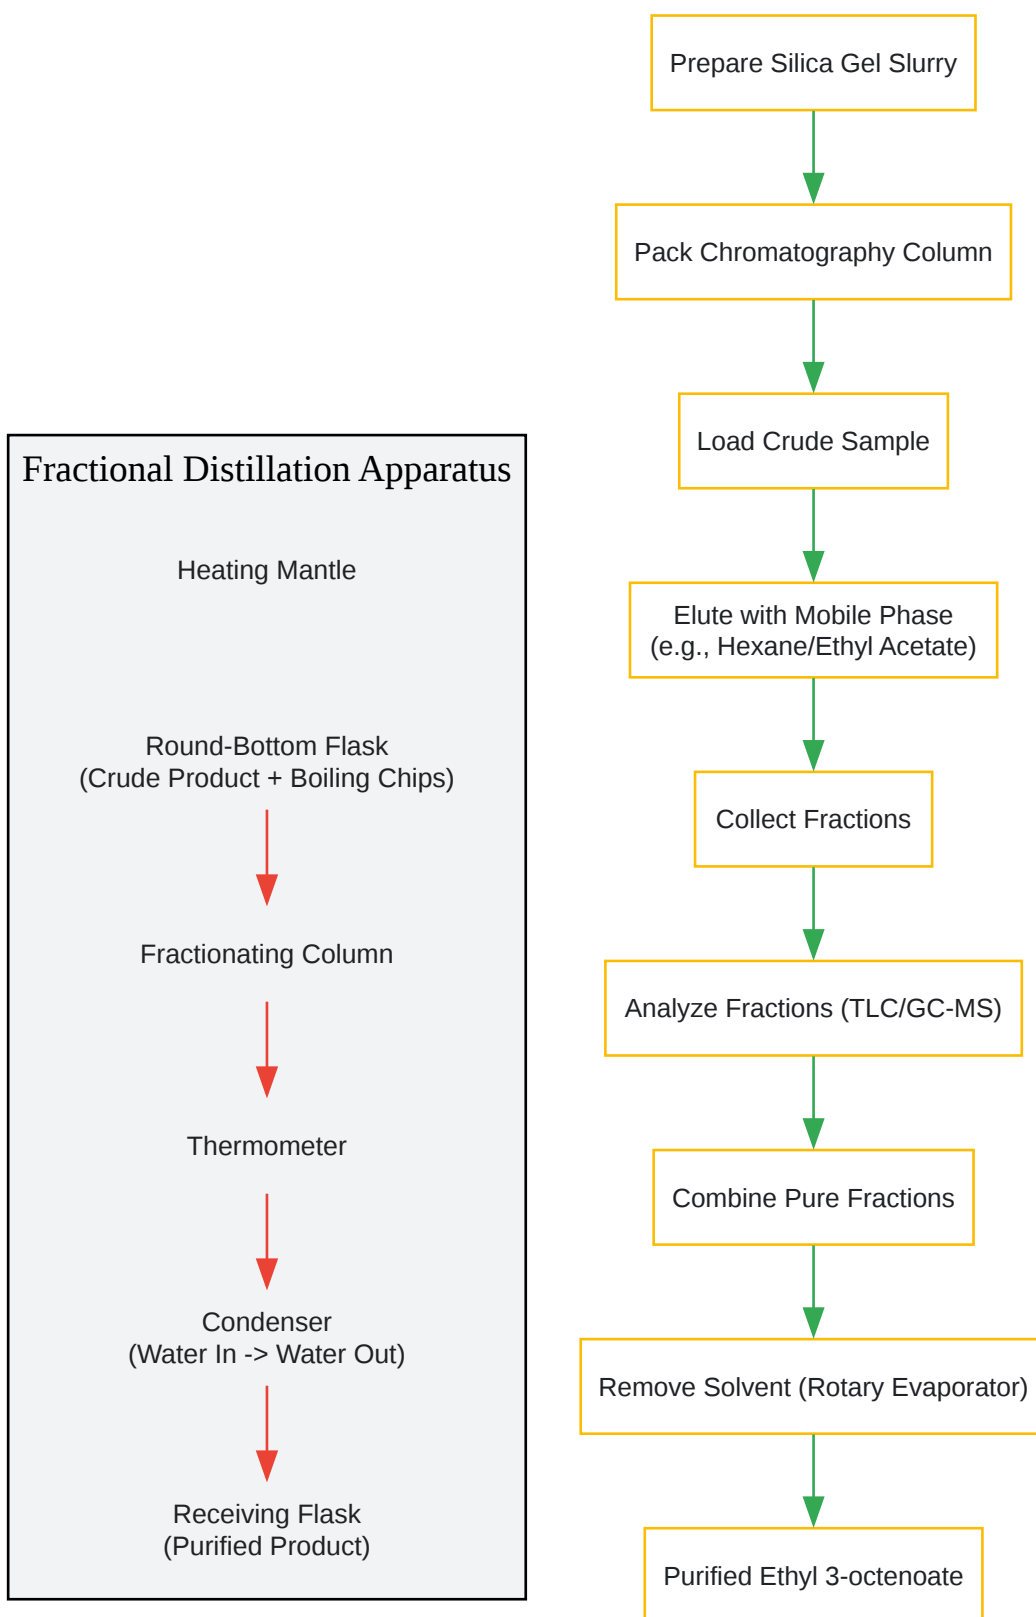 Fractional Distillation Apparatus
Heating Mantle
Round-Bottom Flask
(Crude Product + Boiling Chips)
Fractionating Column
Thermometer
Condenser
(Water In -> Water Out)
Receiving Flask
(Purified Product)
Prepare Silica Gel Slurry
Pack Chromatography Column
Load Crude Sample
Elute with Mobile Phase
(e.g., Hexane/Ethyl Acetate)
Collect Fractions
Analyze Fractions (TLC/GC-MS)
Combine Pure Fractions
Remove Solvent (Rotary Evaporator)
Purified Ethyl 3-octenoate